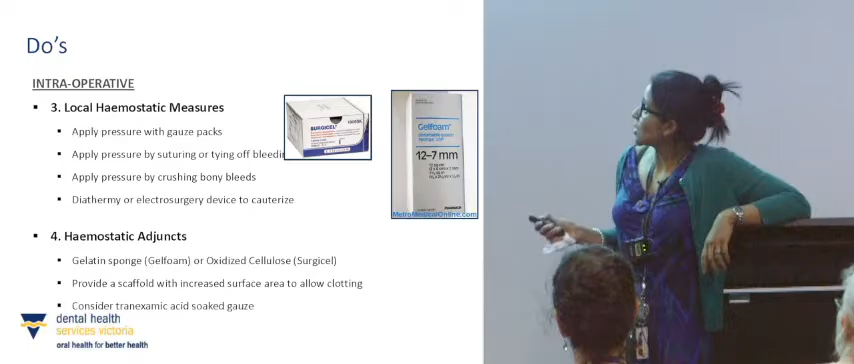 Do's
INTRA-OPERATIVE
3. Local Haemostatic Measures
Apply pressure with gauze packs
Apply pressure by suturing or tying off bleedin
Apply pressure by crushing bony bleeds
Diathermy or electrosurgery device to cauterize
SURGICEL
Gelfoam
12-7 mm
MetroMedicalOnline.com
4. Haemostatic Adjuncts
Gelatin sponge (Gelfoam) or Oxidized Cellulose (Surgicel)
Provide a scaffold with increased surface area to allow clotting
Consider tranexamic acid soaked gauze
dental health
services victoria
oral health for better health